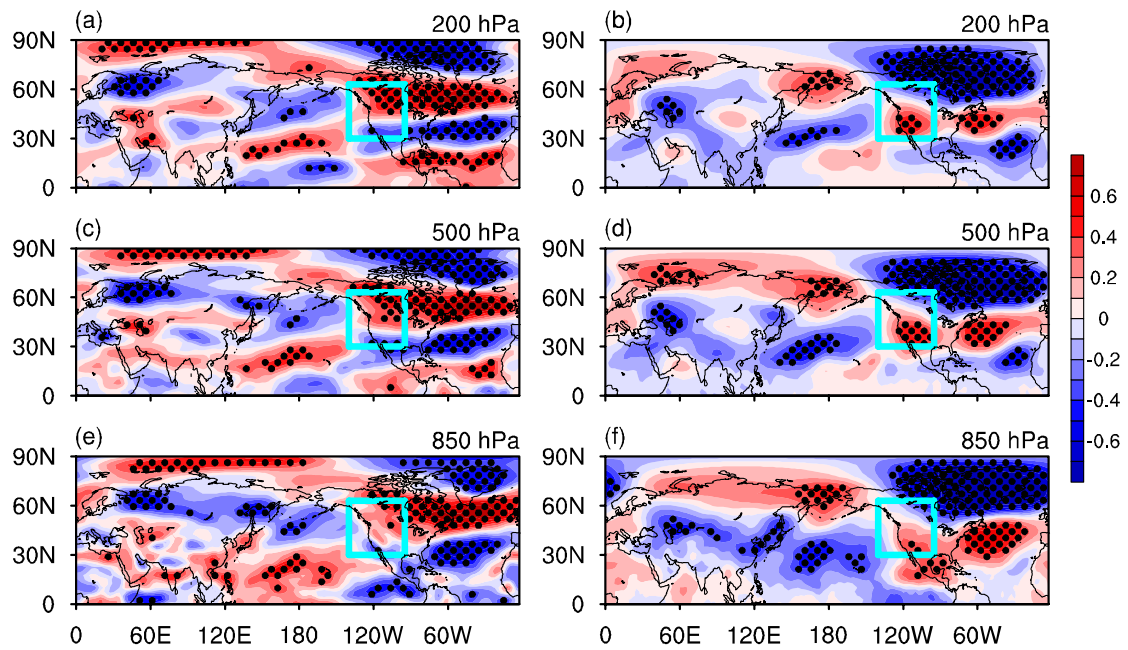 (a) 200 hPa (b) 200 hPa
90N 90N
60N 60N
30N 30N
0 0
(c) 500 hPa (d) 500 hPa
90N 90N
60N 60N
30N 30N
0 0
(e) 850 hPa (f) 850 hPa
90N 90N
60N 60N
30N 30N
0 0
0 60E 120E 180 120W 60W 0 60E 120E 180 120W 60W
0.6
0.4
0.2
0
-0.2
-0.4
-0.6